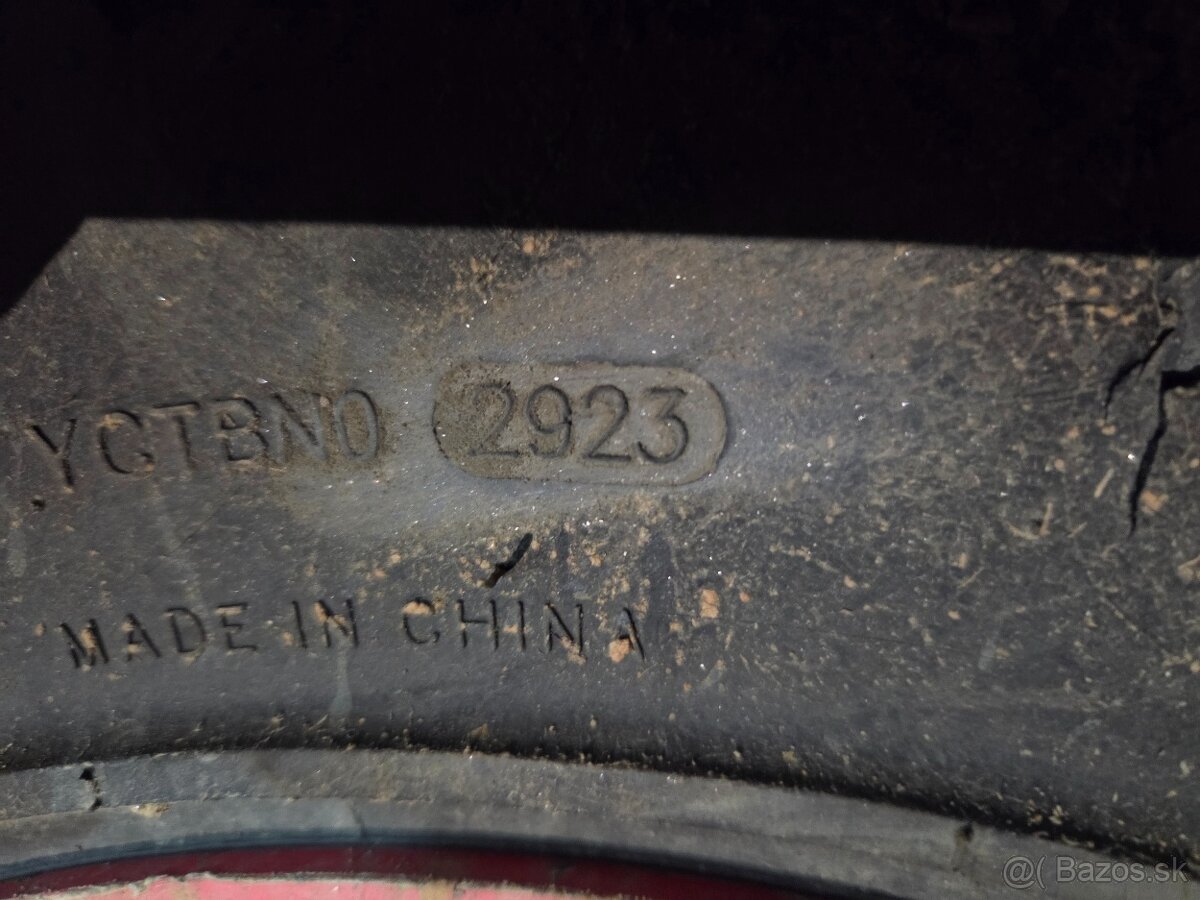 YCTBN0 2923
MADE IN CHINA
@( Bazos.sk